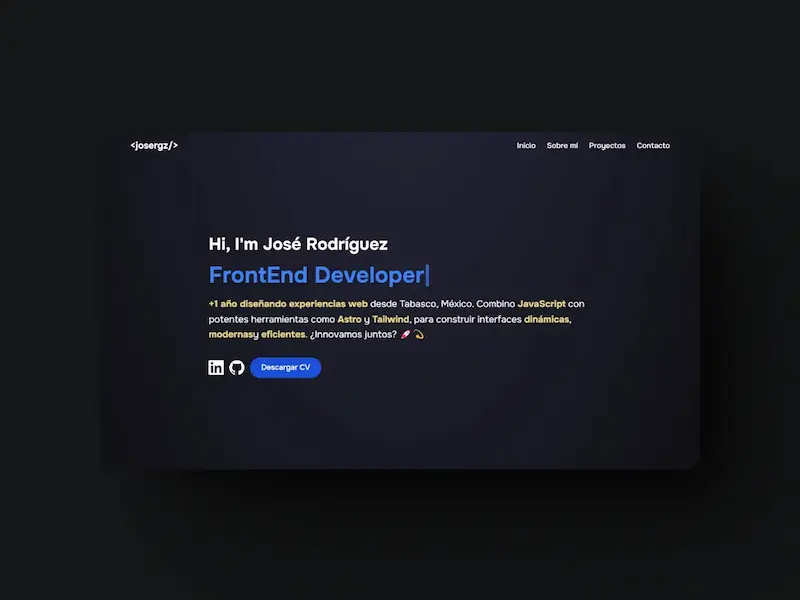 <josergz/>
Inicio Sobre mí Proyectos Contacto
Hi, I'm José Rodríguez
FrontEnd Developer|
+1 año diseñando experiencias web desde Tabasco, México. Combino JavaScript con
potentes herramientas como Astro y Tailwind, para construir interfaces dinámicas,
modernasy eficientes. ¿Innovamos juntos? 🚀 💫
Descargar CV